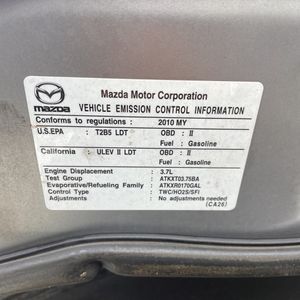 mazda
Mazda Motor Corporation
VEHICLE EMISSION CONTROL INFORMATION
Conforms to regulations : 2010 MY
U.S.EPA : T2B5 LDT OBD : II
Fuel : Gasoline
California : ULEV II LDT OBD : II
Fuel : Gasoline
Engine Displacement : 3.7L
Test Group : ATKXT03.75BA
Evaporative/Refueling Family : ATKXR0170GAL
Control Type : TWC/HO2S/SFI
Adjustments : No adjustments needed
(CA26)